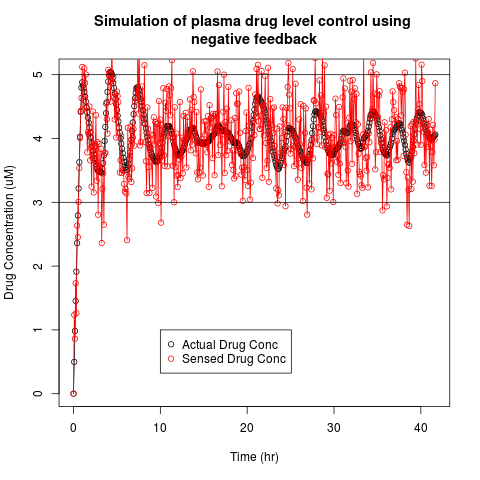 Simulation of plasma drug level control using
negative feedback
Drug Concentration (uM)
5
4
3
2
1
0
Actual Drug Conc
Sensed Drug Conc
0 10 20 30 40
Time (hr)